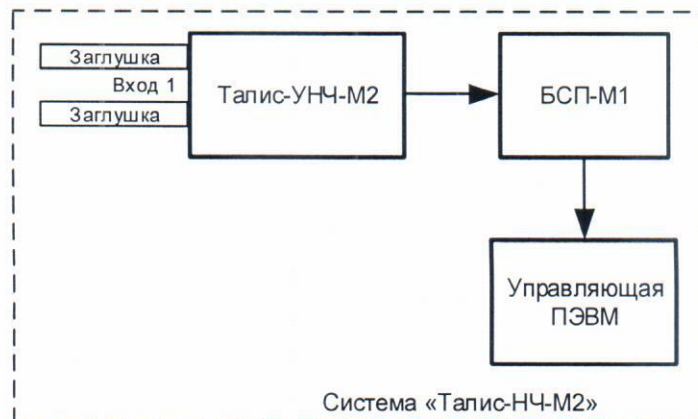 Заглушка
Вход 1
Заглушка
Талис-УНЧ-М2
БСП-М1
Управляющая
ПЭВМ
Система «Талис-НЧ-М2»